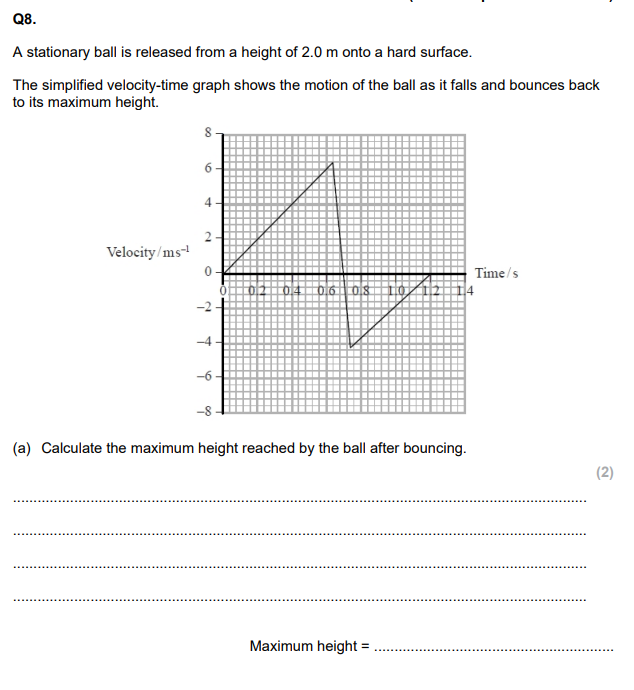 Q8.
A stationary ball is released from a height of 2.0 m onto a hard surface.
The simplified velocity-time graph shows the motion of the ball as it falls and bounces back
to its maximum height.
8
6
4
2
Velocity/ms⁻¹
0
Time/s
0 0.2 0.4 0.6 0.8 1.0 1.2 1.4
−2
−4
−6
−8
(a) Calculate the maximum height reached by the ball after bouncing.
(2)
Maximum height = ............................................................